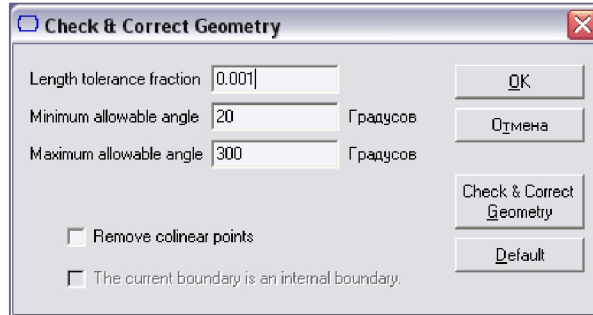 Check & Correct Geometry
Length tolerance fraction 0.001
Minimum allowable angle 20 Градусов
Maximum allowable angle 300 Градусов
Remove colinear points
The current boundary is an internal boundary.
OK
Отмена
Check & Correct
Geometry
Default